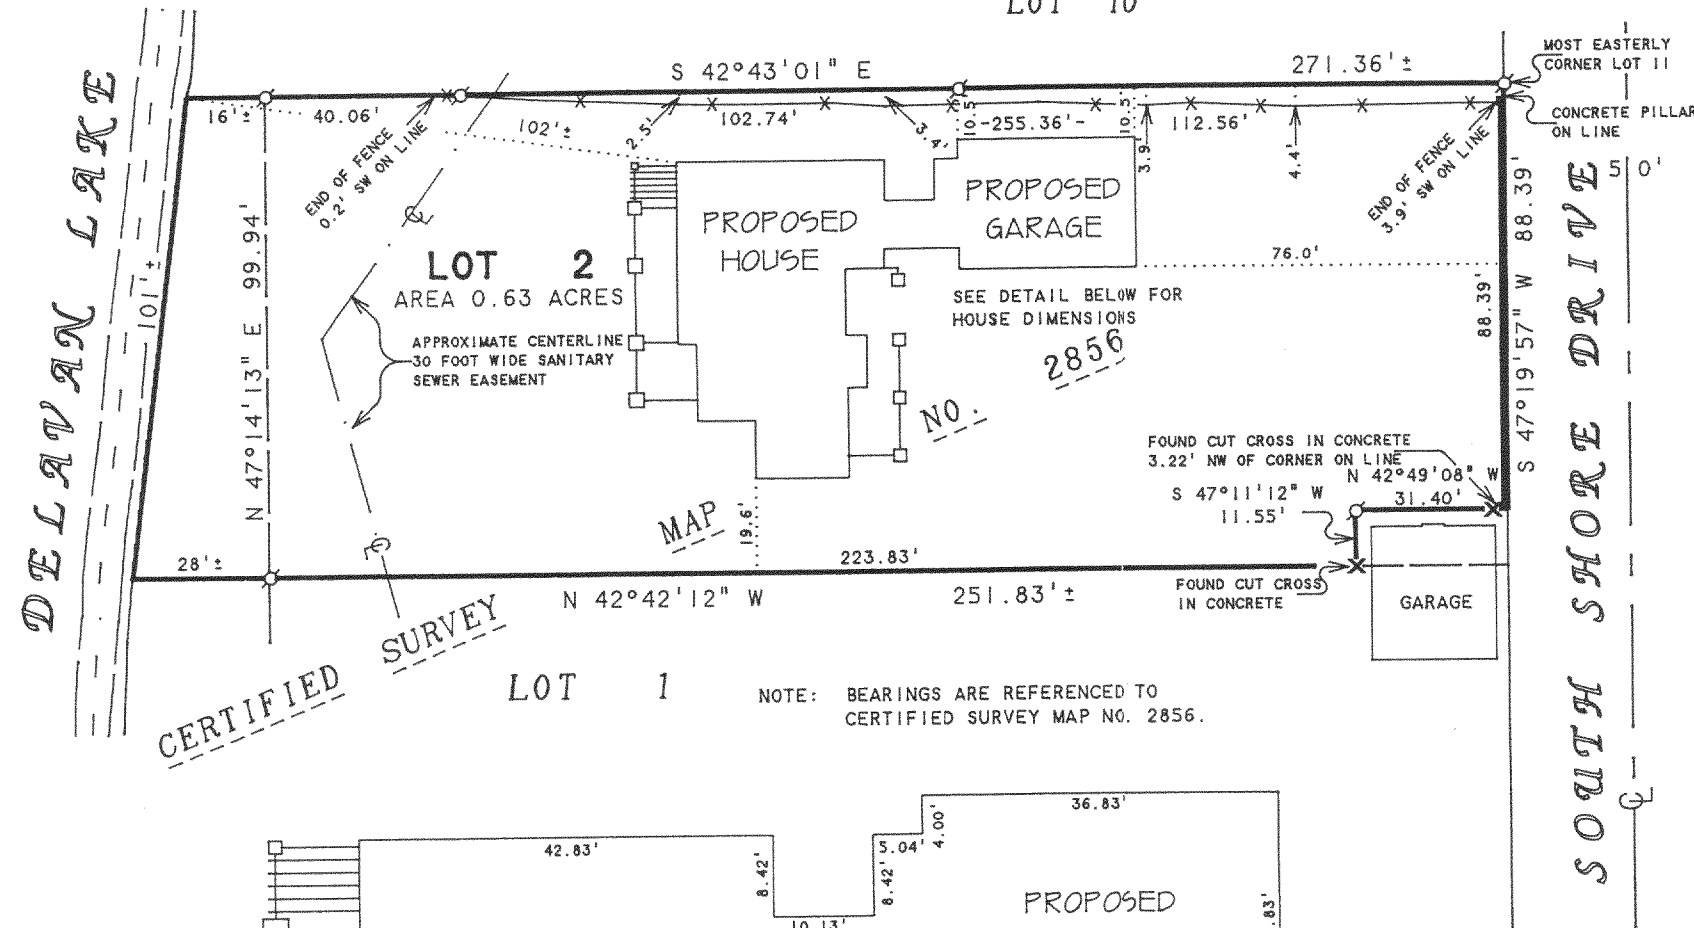 LOT 10
S 42°43'01" E
271.36'±
MOST EASTERLY
CORNER LOT 11
CONCRETE PILLAR
ON LINE
16'±
40.06'
END OF FENCE
0.2' SW ON LINE
102'±
2.5'
102.74'
3.4'
10.5
-255.36'-
10.5
3.9'
112.56'
4.4'
END OF FENCE
3.9' SW ON LINE
50'
DELAVAN LAKE
101'±
N 47°14'13" E 99.94'
LOT 2
AREA 0.63 ACRES
APPROXIMATE CENTERLINE
30 FOOT WIDE SANITARY
SEWER EASEMENT
PROPOSED
HOUSE
PROPOSED
GARAGE
76.0'
SEE DETAIL BELOW FOR
HOUSE DIMENSIONS
88.39'
S 47°19'57" W 88.39'
SOUTH SHORE DRIVE
CERTIFIED SURVEY MAP NO. 2856
FOUND CUT CROSS IN CONCRETE
3.22' NW OF CORNER ON LINE
N 42°49'08" W
31.40'
S 47°11'12" W
11.55'
19.6'
28'±
223.83'
N 42°42'12" W
251.83'±
FOUND CUT CROSS
IN CONCRETE
GARAGE
LOT 1
NOTE: BEARINGS ARE REFERENCED TO
CERTIFIED SURVEY MAP NO. 2856.
42.83'
8.42'
10.13'
8.42'
5.04'
4.00'
36.83'
PROPOSED
.83'